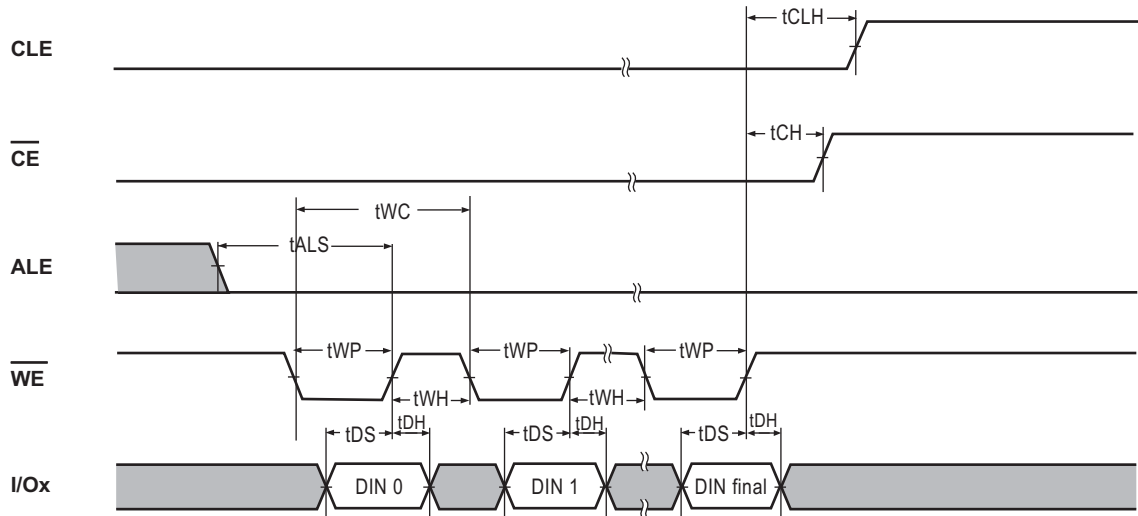 tCLH
CLE
tCH
CE
tWC
tALS
ALE
tWP tWP tWP
WE
tWH tWH
tDS tDH tDS tDH tDS tDH
I/Ox DIN 0 DIN 1 DIN final